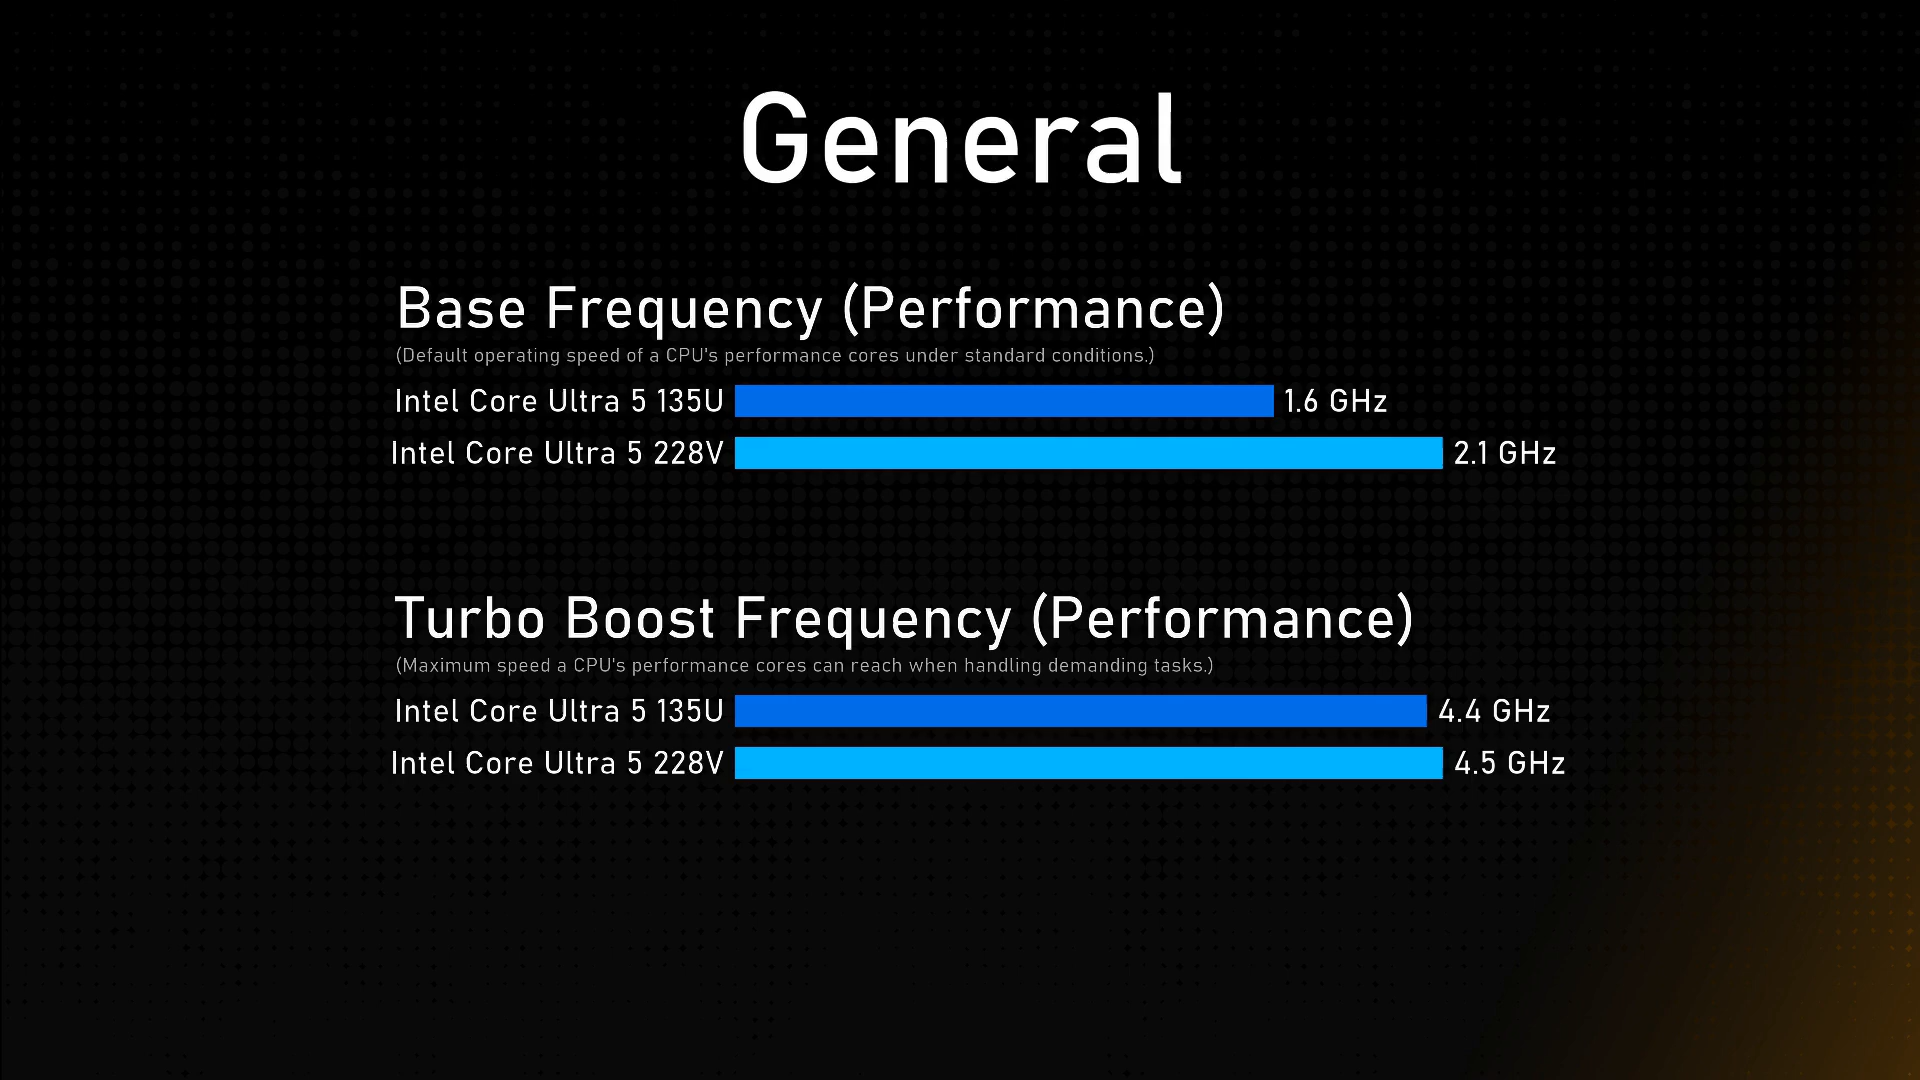 General
Base Frequency (Performance)
(Default operating speed of a CPU's performance cores under standard conditions.)
Intel Core Ultra 5 135U 1.6 GHz
Intel Core Ultra 5 228V 2.1 GHz
Turbo Boost Frequency (Performance)
(Maximum speed a CPU's performance cores can reach when handling demanding tasks.)
Intel Core Ultra 5 135U 4.4 GHz
Intel Core Ultra 5 228V 4.5 GHz